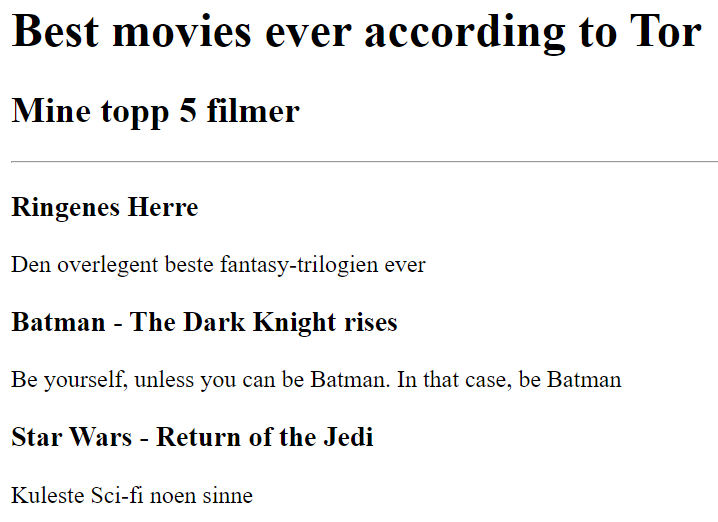 Best movies ever according to Tor
Mine topp 5 filmer
Ringenes Herre
Den overlegent beste fantasy-trilogien ever
Batman - The Dark Knight rises
Be yourself, unless you can be Batman. In that case, be Batman
Star Wars - Return of the Jedi
Kuleste Sci-fi noen sinne